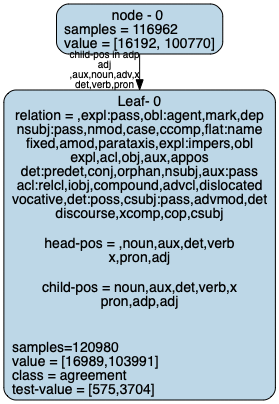 node - 0
samples = 116962
value = [16192, 100770]
child-pos in adp
adj
,aux,noun,adv,x
det,verb,pron
Leaf- 0
relation = ,expl:pass,obl:agent,mark,dep
nsubj:pass,nmod,case,ccomp,flat:name
fixed,amod,parataxis,expl:impers,obl
expl,acl,obj,aux,appos
det:predet,conj,orphan,nsubj,aux:pass
acl:relcl,iobj,compound,advcl,dislocated
vocative,det:poss,csubj:pass,advmod,det
discourse,xcomp,cop,csubj
head-pos = ,noun,aux,det,verb
x,pron,adj
child-pos = noun,aux,det,verb,x
pron,adp,adj
samples=120980
value = [16989,103991]
class = agreement
test-value = [575,3704]